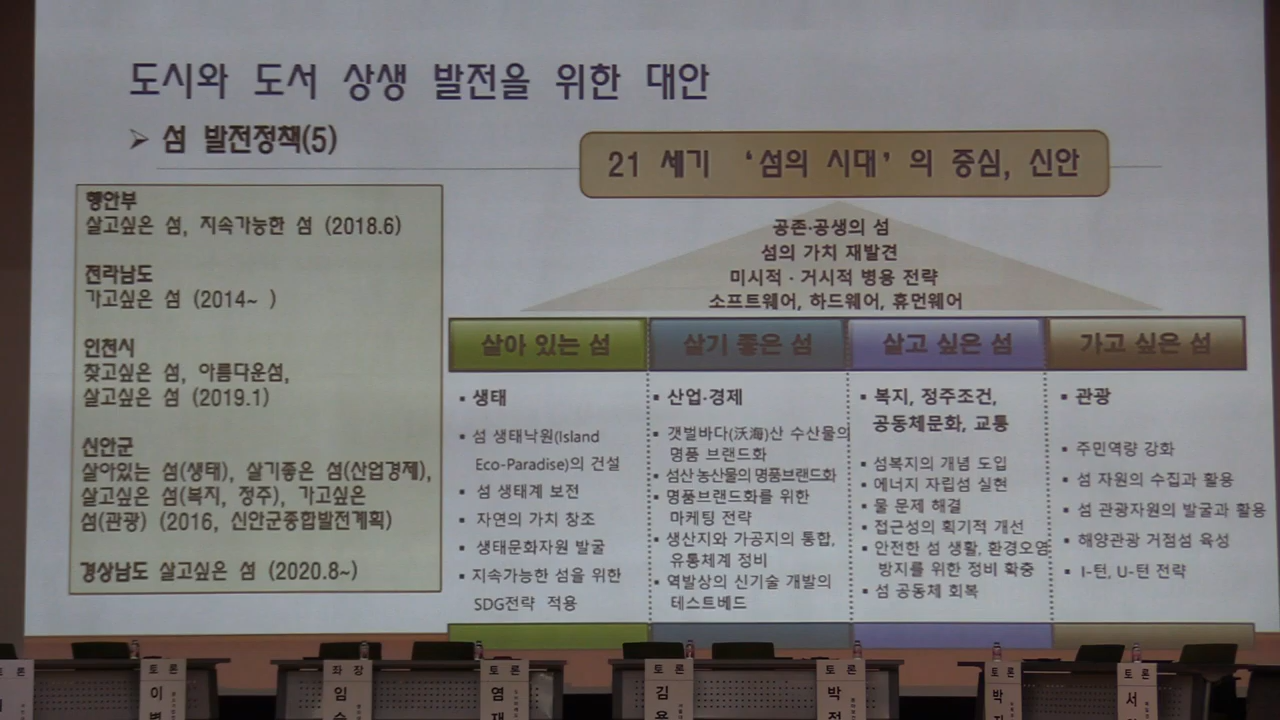 도시와 도서 상생 발전을 위한 대안
➢ 섬 발전정책(5)
21 세기 ‘섬의 시대’ 의 중심, 신안
행안부
살고싶은 섬, 지속가능한 섬 (2018.6)
전라남도
가고싶은 섬 (2014~ )
인천시
찾고싶은 섬, 아름다운섬,
살고싶은 섬 (2019.1)
신안군
살아있는 섬(생태), 살기좋은 섬(산업경제),
살고싶은 섬(복지, 정주), 가고싶은
섬(관광) (2016, 신안군종합발전계획)
경상남도 살고싶은 섬 (2020.8~)
공존·공생의 섬
섬의 가치 재발견
미시적 · 거시적 병용 전략
소프트웨어, 하드웨어, 휴먼웨어
살아 있는 섬
▪ 생태
▪ 섬 생태낙원(Island
Eco-Paradise)의 건설
▪ 섬 생태계 보전
▪ 자연의 가치 창조
▪ 생태문화자원 발굴
▪ 지속가능한 섬을 위한
SDG전략 적용
살기 좋은 섬
▪ 산업·경제
▪ 갯벌바다(沃海)산 수산물의
명품 브랜드화
▪ 섬산 농산물의 명품브랜드화
▪ 명품브랜드화를 위한
마케팅 전략
▪ 생산지와 가공지의 통합,
유통체계 정비
▪ 역발상의 신기술 개발의
테스트베드
살고 싶은 섬
▪ 복지, 정주조건,
공동체문화, 교통
▪ 섬복지의 개념 도입
▪ 에너지 자립섬 실현
▪ 물 문제 해결
▪ 접근성의 획기적 개선
▪ 안전한 섬 생활, 환경오염
방지를 위한 정비 확충
▪ 섬 공동체 회복
가고 싶은 섬
▪ 관광
▪ 주민역량 강화
▪ 섬 자원의 수집과 활용
▪ 섬 관광자원의 발굴과 활용
▪ 해양관광 거점섬 육성
▪ I-턴, U-턴 전략
토 론
이
좌 장
임
토 론
염
토 론
김
토 론
박
토 론
박
토 론
서